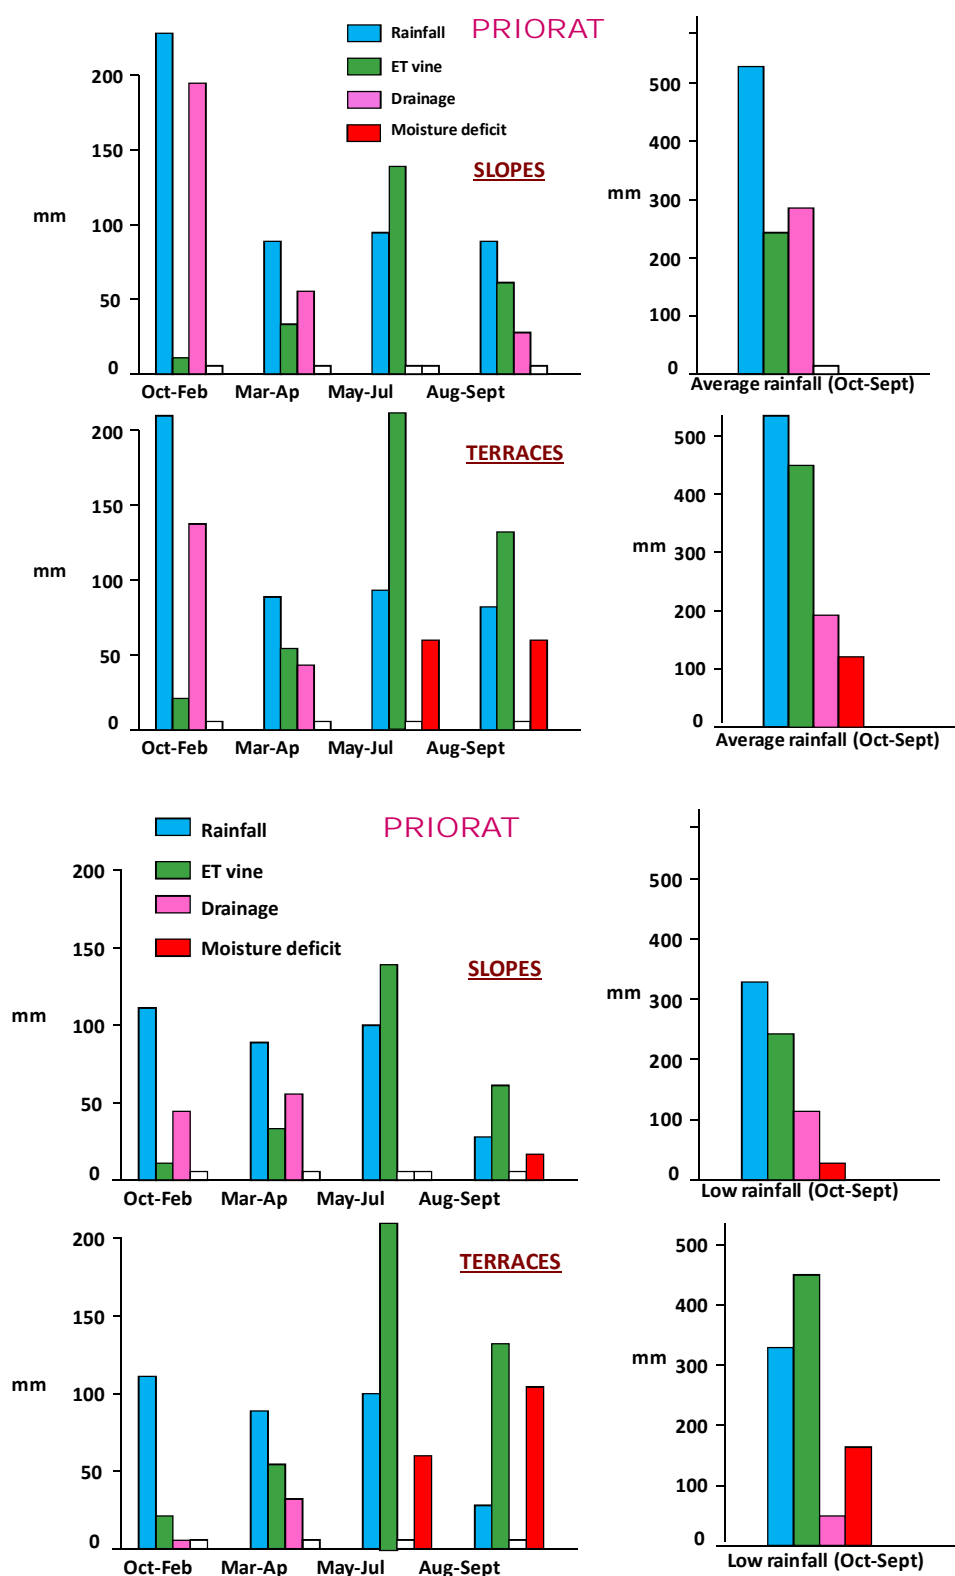 PRIORAT
Rainfall
ET vine
Drainage
Moisture deficit
SLOPES
mm
200
150
100
50
0
Oct-Feb Mar-Ap May-Jul Aug-Sept
mm
500
400
300
200
100
0
Average rainfall (Oct-Sept)
TERRACES
mm
200
150
100
50
0
Oct-Feb Mar-Ap May-Jul Aug-Sept
mm
500
400
300
200
100
0
Average rainfall (Oct-Sept)
PRIORAT
Rainfall
ET vine
Drainage
Moisture deficit
SLOPES
mm
200
150
100
50
0
Oct-Feb Mar-Ap May-Jul Aug-Sept
mm
500
400
300
200
100
0
Low rainfall (Oct-Sept)
TERRACES
mm
200
150
100
50
0
Oct-Feb Mar-Ap May-Jul Aug-Sept
mm
500
400
300
200
100
0
Low rainfall (Oct-Sept)